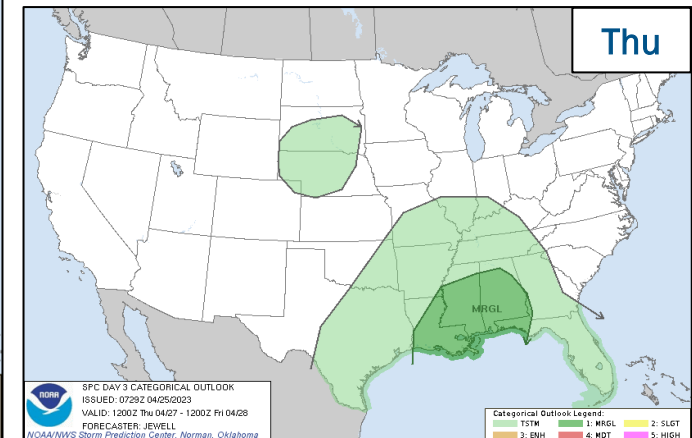 Thu
MRGL
NOAA
SPC DAY 3 CATEGORICAL OUTLOOK
ISSUED: 0729Z 04/25/2023
VALID: 1200Z Thu 04/27 - 1200Z Fri 04/28
FORECASTER: JEWELL
NOAA/NWS Storm Prediction Center, Norman, Oklahoma
Categorical Outlook Legend:
TSTM 1: MRGL 2: SLGT
3: ENH 4: MDT 5: HIGH